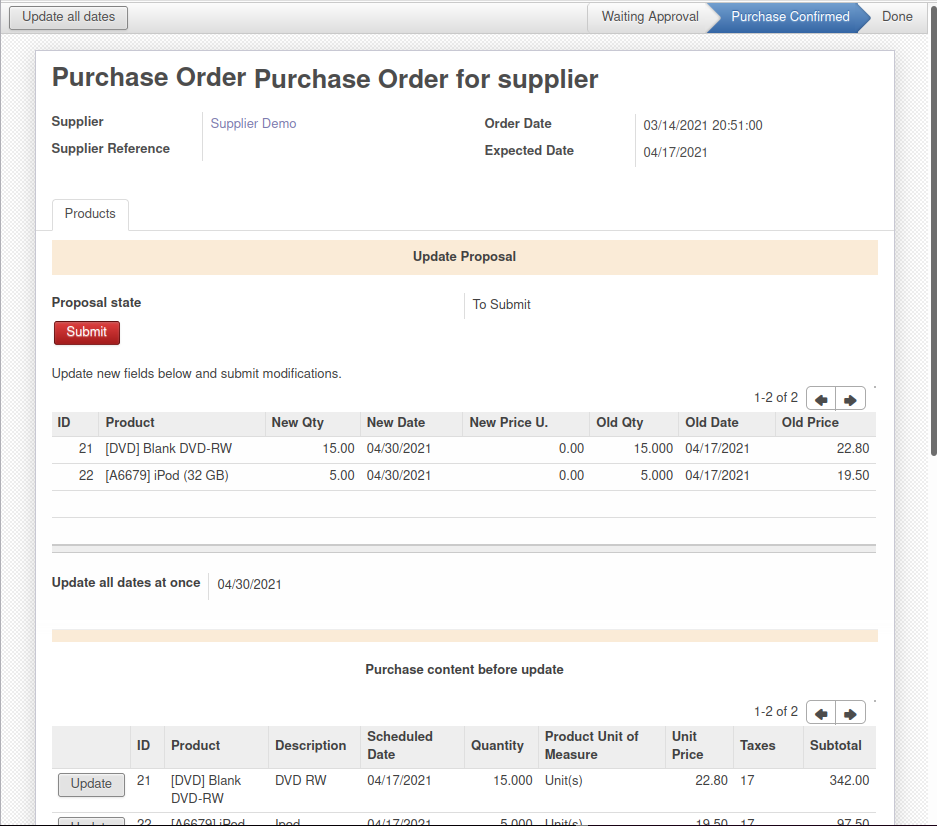 Update all dates
Waiting Approval
Purchase Confirmed
Done
Purchase Order Purchase Order for supplier
Supplier
Supplier Demo
Order Date
03/14/2021 20:51:00
Supplier Reference
Expected Date
04/17/2021
Products
Update Proposal
Proposal state
To Submit
Submit
Update new fields below and submit modifications.
1-2 of 2
ID Product New Qty New Date New Price U. Old Qty Old Date Old Price
21 [DVD] Blank DVD-RW 15.00 04/30/2021 0.00 15.000 04/17/2021 22.80
22 [A6679] iPod (32 GB) 5.00 04/30/2021 0.00 5.000 04/17/2021 19.50
Update all dates at once
04/30/2021
Purchase content before update
1-2 of 2
ID Product Description Scheduled Date Quantity Product Unit of Measure Unit Price Taxes Subtotal
Update 21 [DVD] Blank DVD-RW DVD RW 04/17/2021 15.000 Unit(s) 22.80 17 342.00
Update 22 [A6679] iPod Ipod 04/17/2021 5.000 Unit(s) 19.50 17 97.50